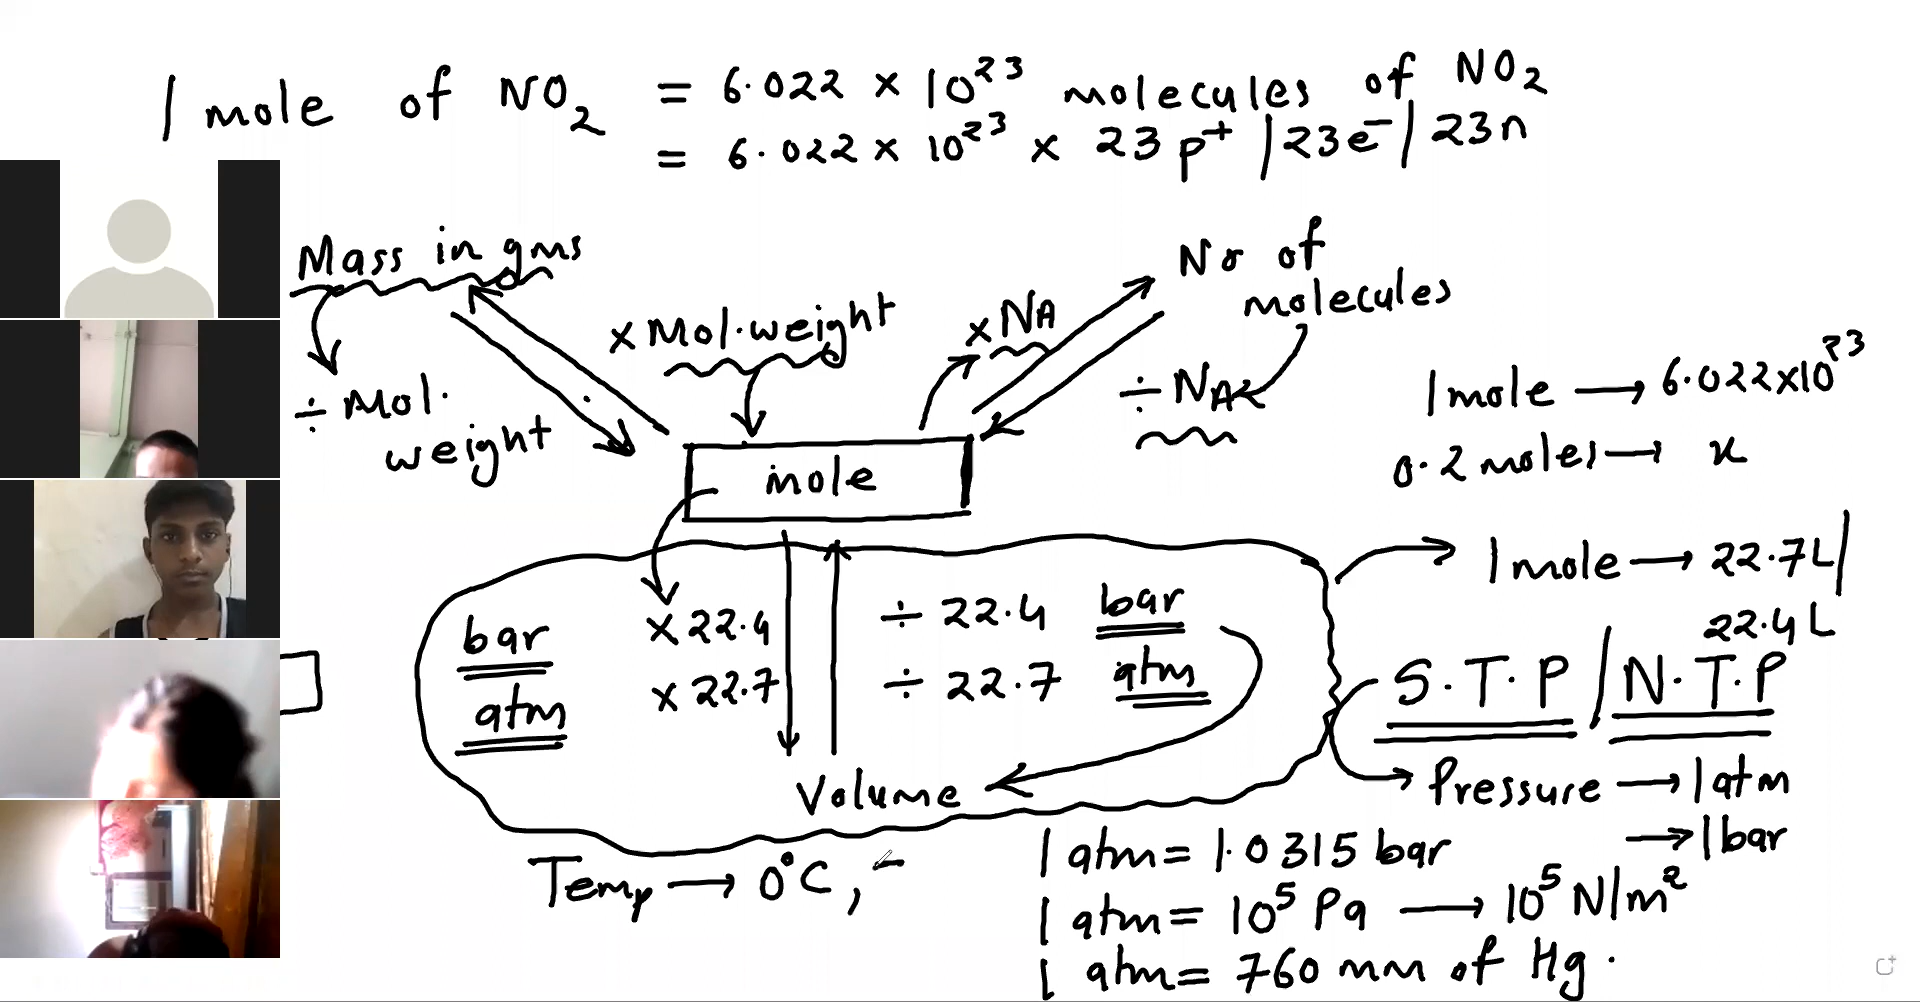 1 mole of NO2 = 6.022 × 10^23 molecules of NO2
= 6.022 × 10^23 × 23 p+ / 23e- / 23n
Mass in gms
÷ Mol. weight
× Mol. weight
× NA
No of molecules
÷ NA
mole
1 mole → 6.022×10^23
0.2 moles → x
bar × 22.4
atm × 22.7
÷ 22.4 bar
÷ 22.7 atm
Volume
1 mole → 22.7L /
22.4 L
S.T.P / N.T.P
Pressure → 1 atm
→ 1 bar
Temp → 0°C,
1 atm = 1.0315 bar
1 atm = 10^5 Pa → 10^5 N/m^2
1 atm = 760 mm of Hg.